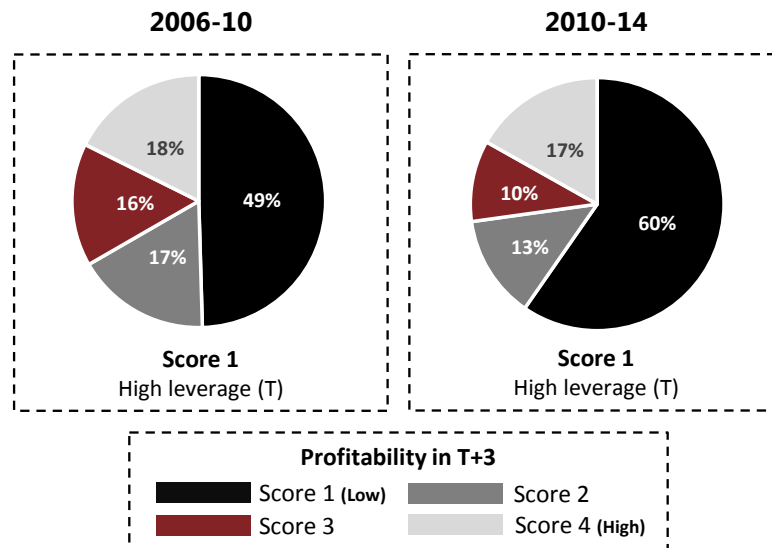 2006-10
2010-14
18%
49%
16%
17%
17%
10%
60%
13%
Score 1
High leverage (T)
Score 1
High leverage (T)
Profitability in T+3
Score 1 (Low)
Score 2
Score 3
Score 4 (High)